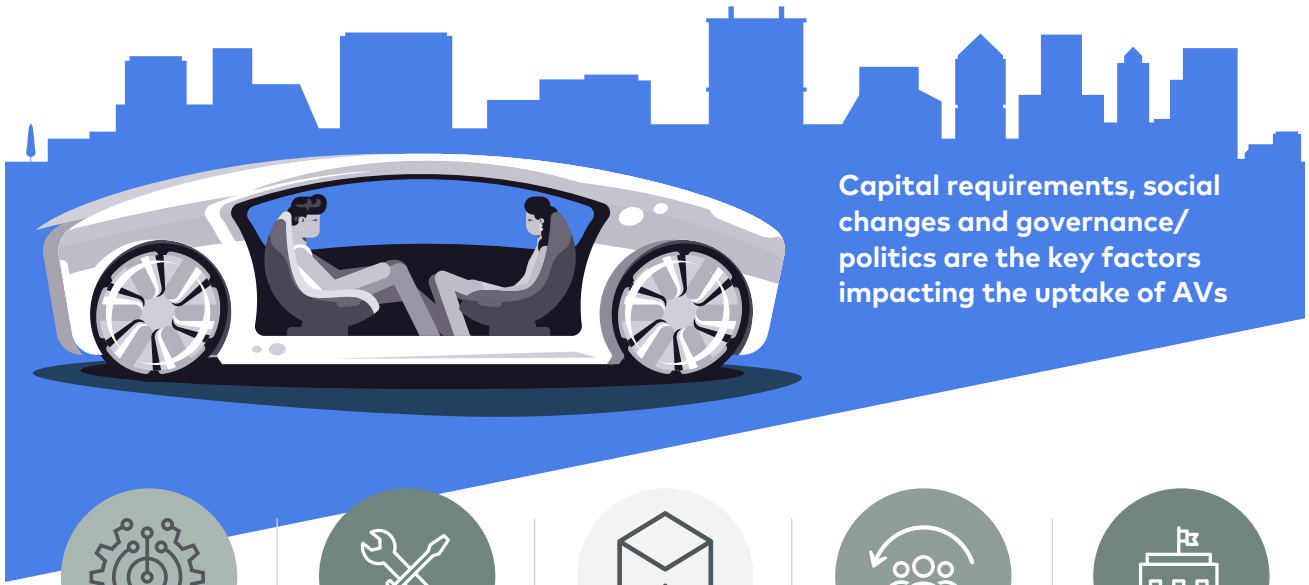 Capital requirements, social
changes and governance/
politics are the key factors
impacting the uptake of AVs